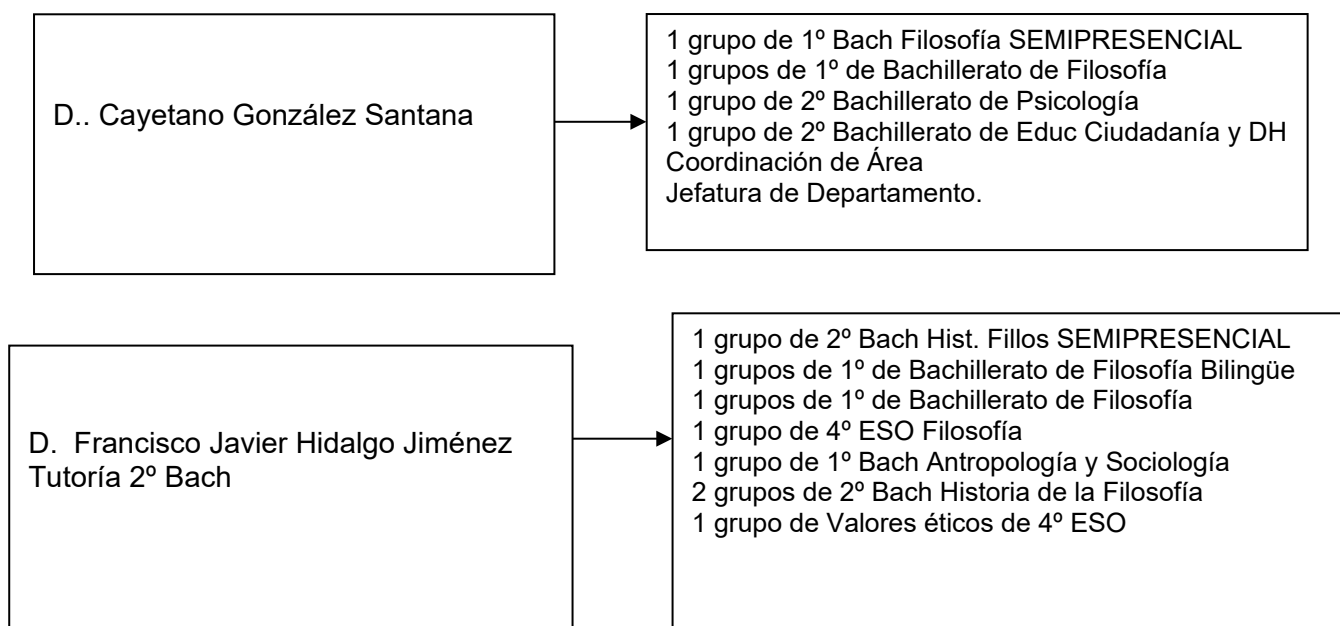 D.. Cayetano González Santana
1 grupo de 1º Bach Filosofía SEMIPRESENCIAL
1 grupos de 1º de Bachillerato de Filosofía
1 grupo de 2º Bachillerato de Psicología
1 grupo de 2º Bachillerato de Educ Ciudadanía y DH
Coordinación de Área
Jefatura de Departamento.
D. Francisco Javier Hidalgo Jiménez
Tutoría 2º Bach
1 grupo de 2º Bach Hist. Fillos SEMIPRESENCIAL
1 grupos de 1º de Bachillerato de Filosofía Bilingüe
1 grupos de 1º de Bachillerato de Filosofía
1 grupo de 4º ESO Filosofía
1 grupo de 1º Bach Antropología y Sociología
2 grupos de 2º Bach Historia de la Filosofía
1 grupo de Valores éticos de 4º ESO